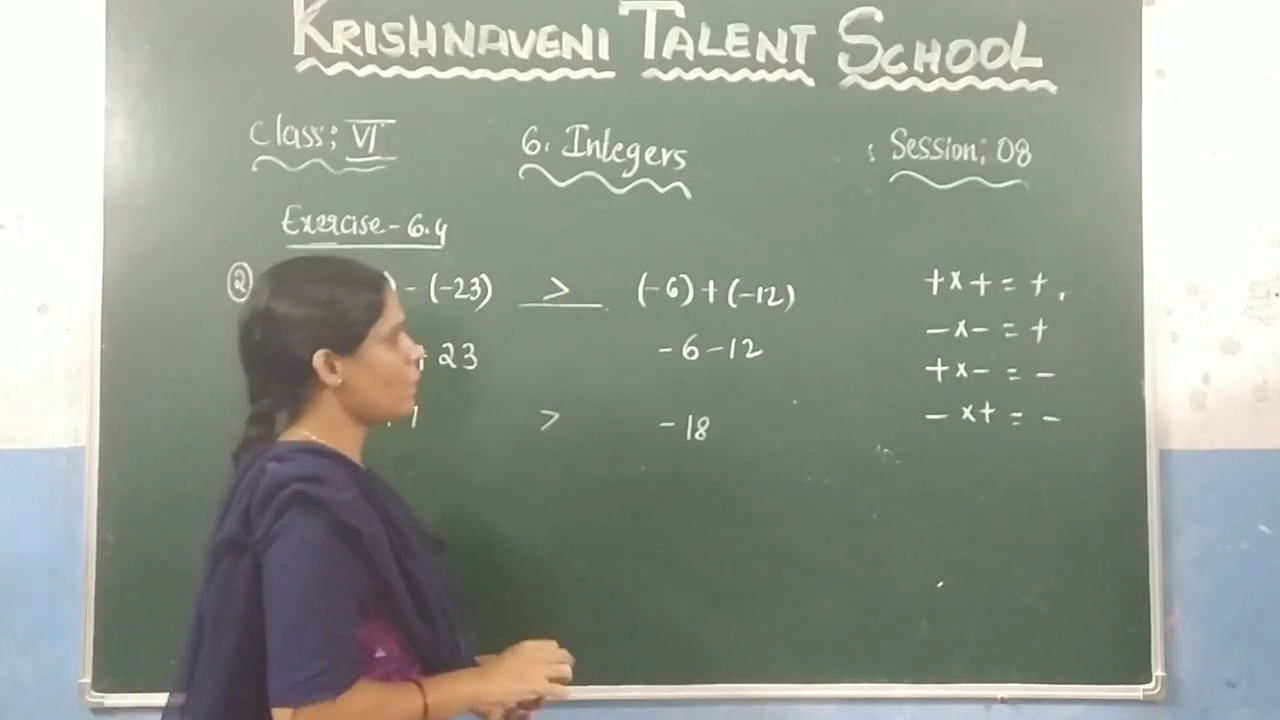 KRISHNAVENI TALENT SCHOOL
Class: VI 6. Integers Session: 08
Exercise - 6.4
② ) - (-23) > (-6) + (-12) + x + = +
+ 23 -6 -12 - x - = +
+ x - = -
> -18 - x + = -